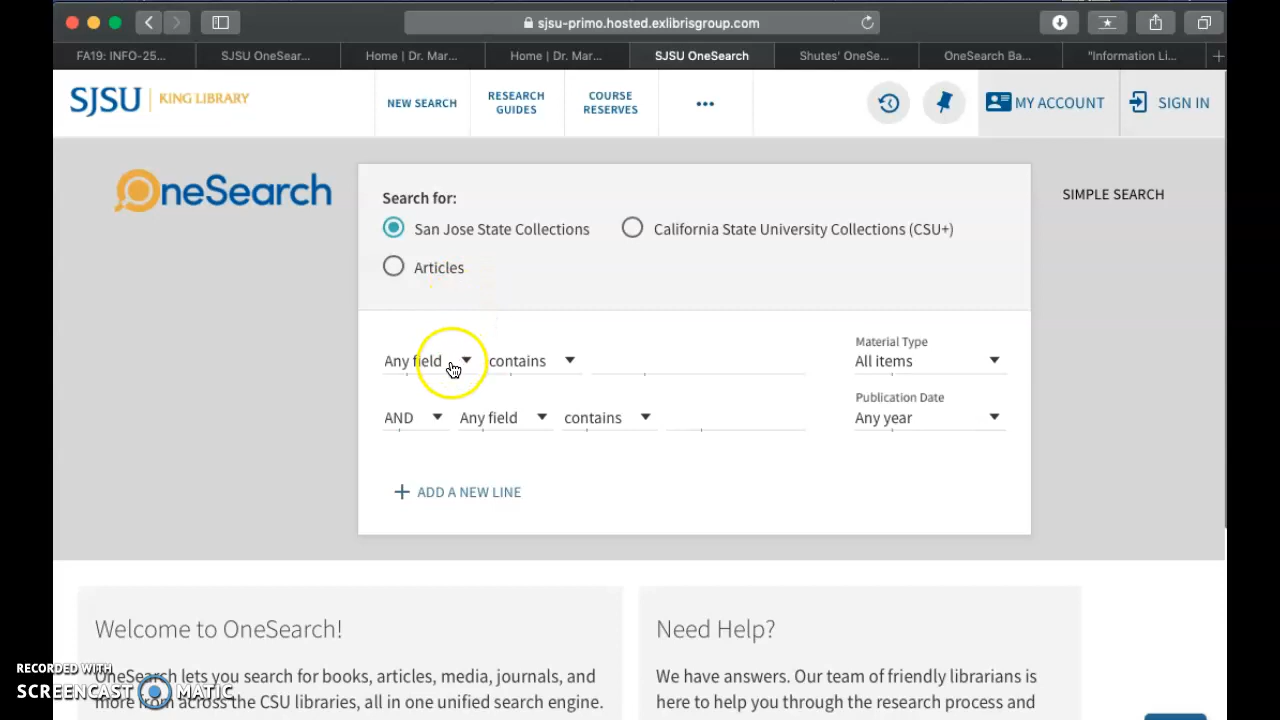 sjsu-primo.hosted.exlibrisgroup.com
FA19: INFO-25...
SJSU OneSear...
Home | Dr. Mar...
Home | Dr. Mar...
SJSU OneSearch
Shutes' OneSe...
OneSearch Ba...
"Information Li...
SJSU | KING LIBRARY
NEW SEARCH
RESEARCH
GUIDES
COURSE
RESERVES
MY ACCOUNT
SIGN IN
OneSearch
Search for:
San Jose State Collections
California State University Collections (CSU+)
Articles
SIMPLE SEARCH
Any field
contains
Material Type
All items
AND
Any field
contains
Publication Date
Any year
ADD A NEW LINE
Welcome to OneSearch!
OneSearch lets you search for books, articles, media, journals, and
more from across the CSU libraries, all in one unified search engine.
Need Help?
We have answers. Our team of friendly librarians is
here to help you through the research process and
RECORDED WITH
SCREENCAST MATIC